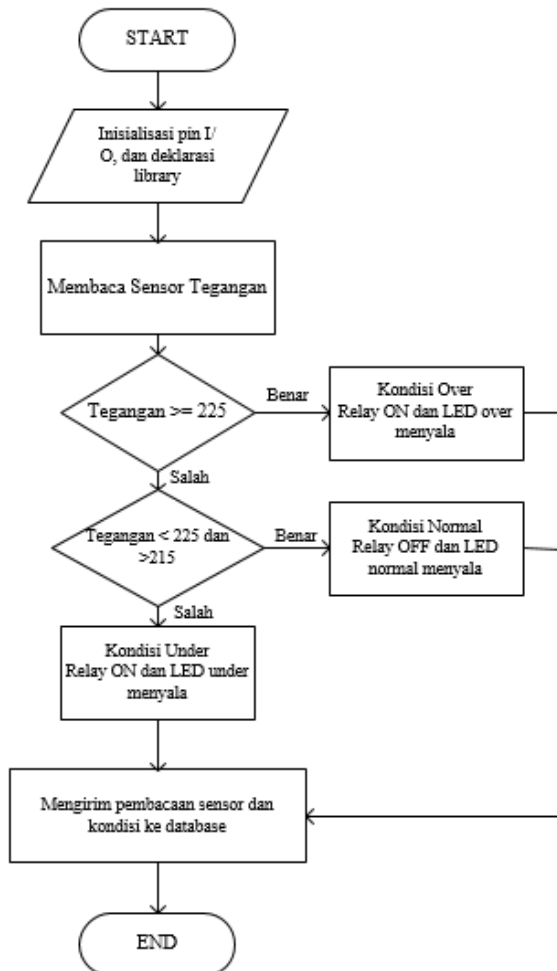 START
Inisialisasi pin I/
O, dan deklarasi
library
Membaca Sensor Tegangan
Tegangan >= 225
Benar
Kondisi Over
Relay ON dan LED over
menyala
Salah
Tegangan < 225 dan
>215
Benar
Kondisi Normal
Relay OFF dan LED
normal menyala
Salah
Kondisi Under
Relay ON dan LED under
menyala
Mengirim pembacaan sensor dan
kondisi ke database
END